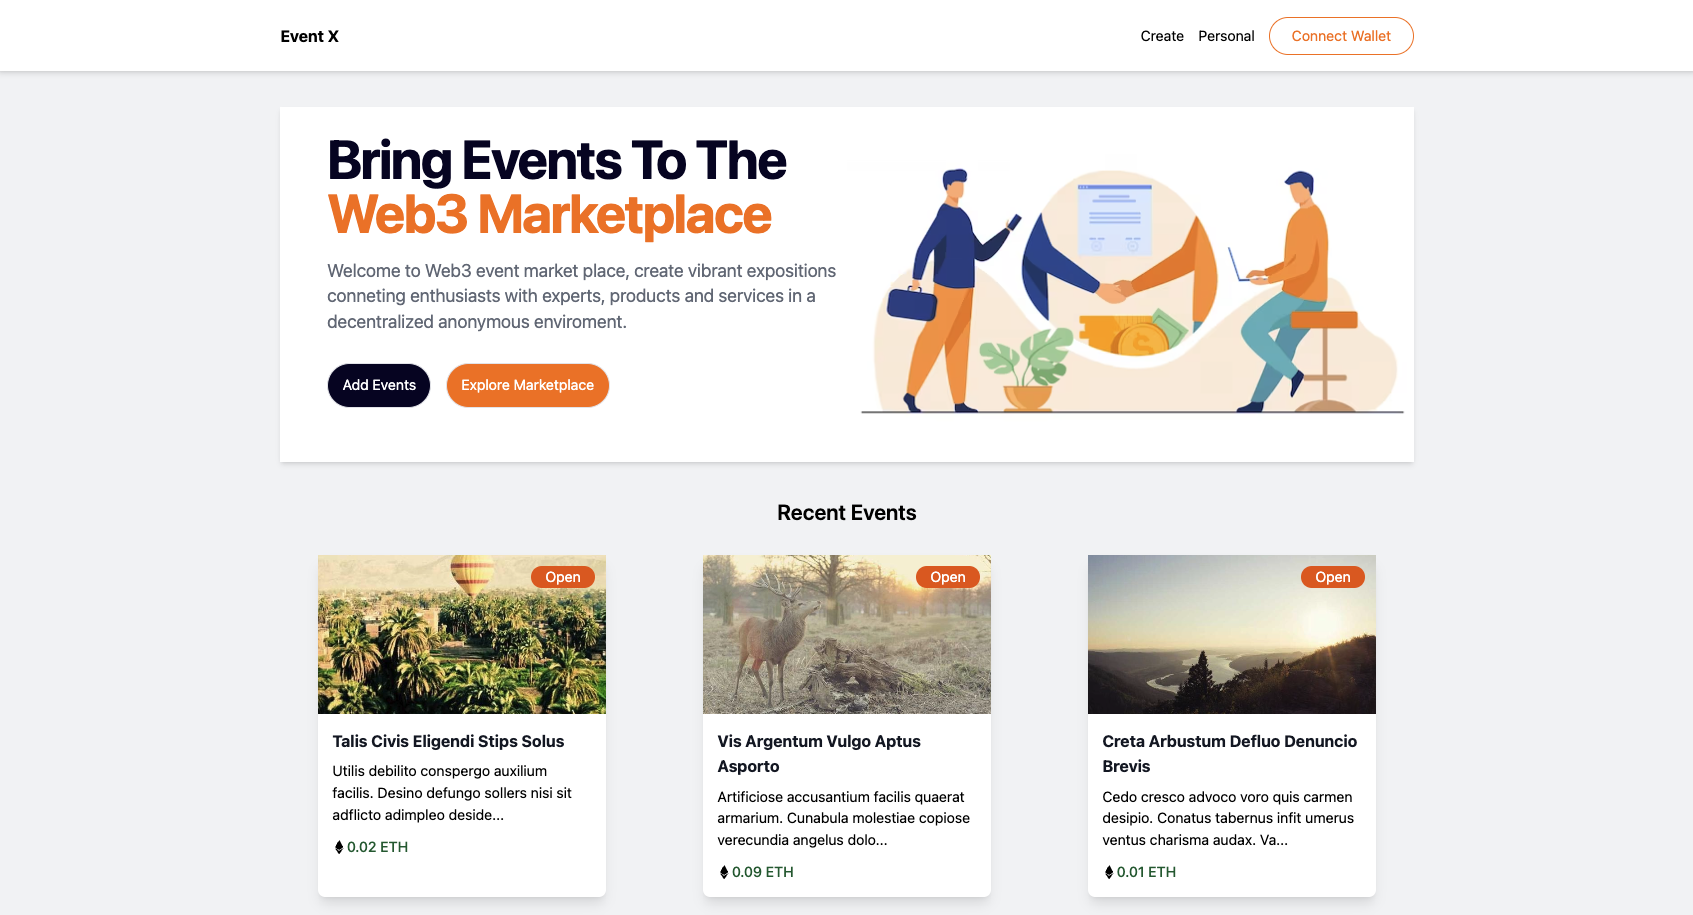 Event X
Create
Personal
Connect Wallet
Bring Events To The
Web3 Marketplace
Welcome to Web3 event market place, create vibrant expositions
conneting enthusiasts with experts, products and services in a
decentralized anonymous enviroment.
Add Events
Explore Marketplace
Recent Events
Open
Talis Civis Eligendi Stips Solus
Utilis debilito conspergo auxilium
facilis. Desino defungo sollers nisi sit
adflicto adimpleo deside...
0.02 ETH
Open
Vis Argentum Vulgo Aptus
Asporto
Artificiose accusantium facilis quaerat
armarium. Cunabula molestiae copiose
verecundia angelus dolo...
0.09 ETH
Open
Creta Arbustum Defluo Denuncio
Brevis
Cedo cresco advoco voro quis carmen
desipio. Conatus tabernus infit umerus
ventus charisma audax. Va...
0.01 ETH